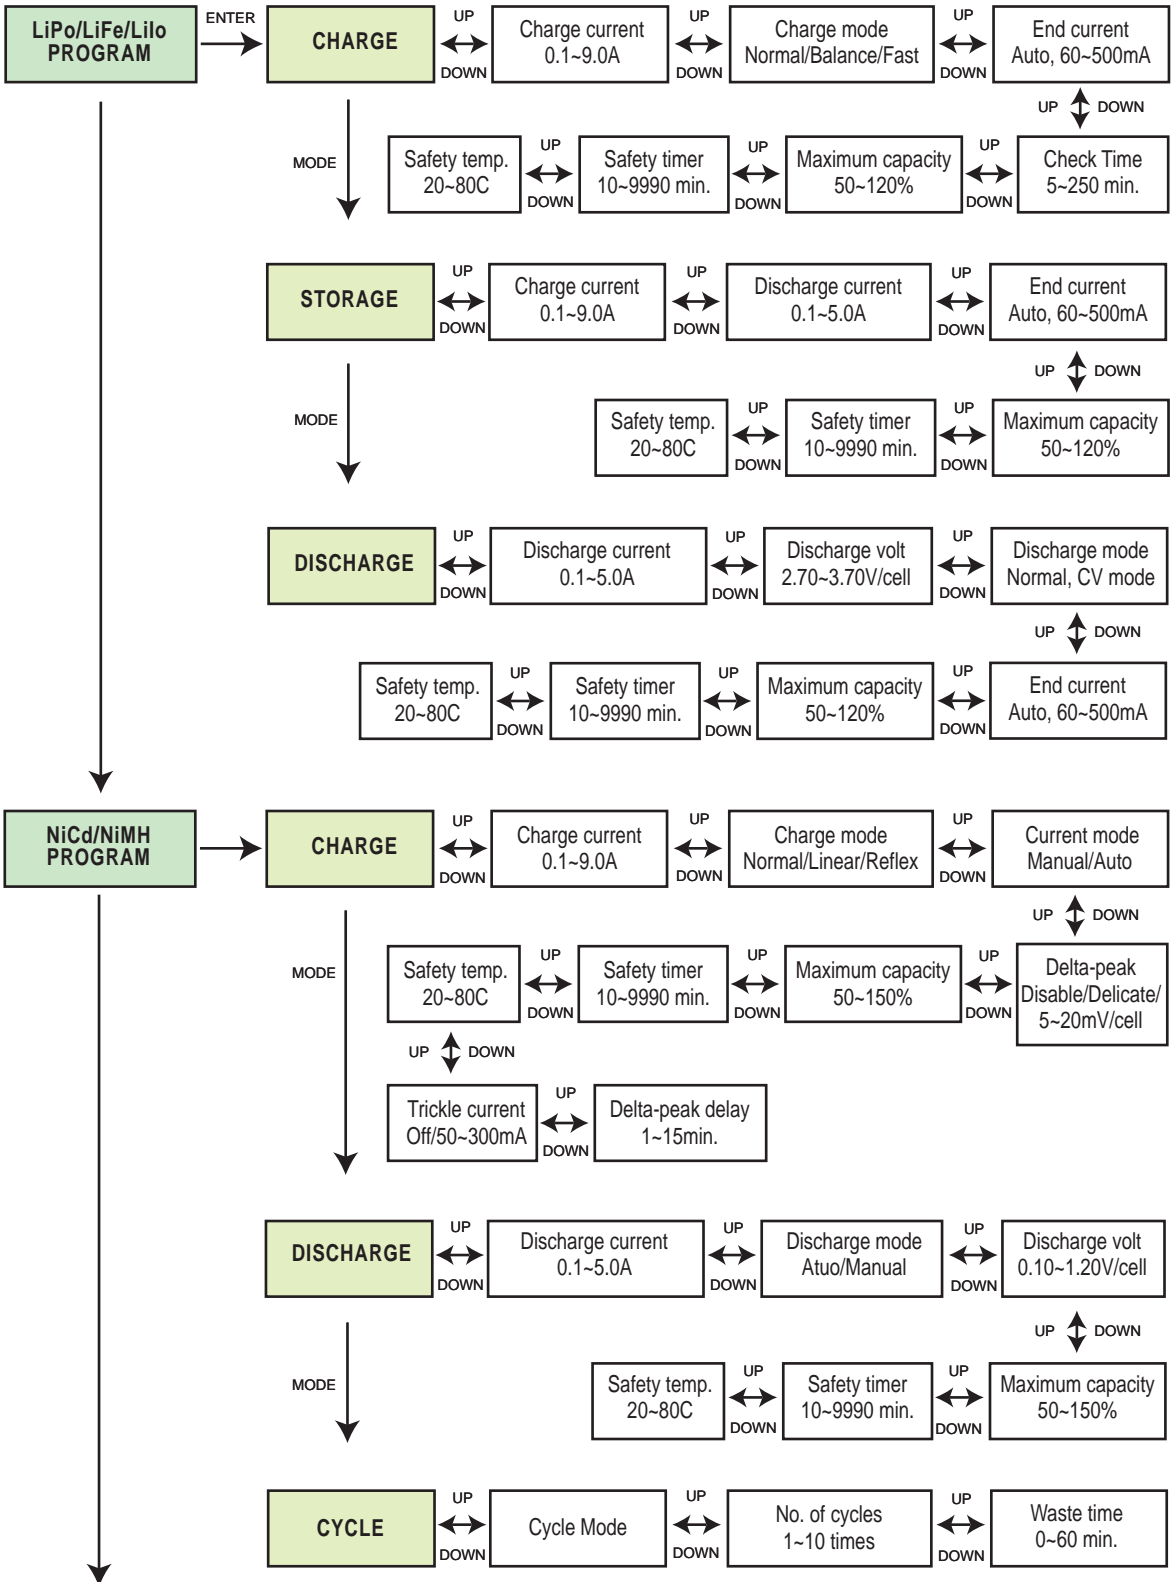 LiPo/LiFe/LiIo
PROGRAM
ENTER
CHARGE
UP
DOWN
Charge current
0.1~9.0A
UP
DOWN
Charge mode
Normal/Balance/Fast
UP
DOWN
End current
Auto, 60~500mA
UP
DOWN
MODE
Safety temp.
20~80C
UP
DOWN
Safety timer
10~9990 min.
UP
DOWN
Maximum capacity
50~120%
UP
DOWN
Check Time
5~250 min.
STORAGE
UP
DOWN
Charge current
0.1~9.0A
UP
DOWN
Discharge current
0.1~5.0A
UP
DOWN
End current
Auto, 60~500mA
UP
DOWN
MODE
Safety temp.
20~80C
UP
DOWN
Safety timer
10~9990 min.
UP
DOWN
Maximum capacity
50~120%
DISCHARGE
UP
DOWN
Discharge current
0.1~5.0A
UP
DOWN
Discharge volt
2.70~3.70V/cell
UP
DOWN
Discharge mode
Normal, CV mode
UP
DOWN
Safety temp.
20~80C
UP
DOWN
Safety timer
10~9990 min.
UP
DOWN
Maximum capacity
50~120%
UP
DOWN
End current
Auto, 60~500mA
NiCd/NiMH
PROGRAM
CHARGE
UP
DOWN
Charge current
0.1~9.0A
UP
DOWN
Charge mode
Normal/Linear/Reflex
UP
DOWN
Current mode
Manual/Auto
UP
DOWN
MODE
Safety temp.
20~80C
UP
DOWN
Safety timer
10~9990 min.
UP
DOWN
Maximum capacity
50~150%
UP
DOWN
Delta-peak
Disable/Delicate/
5~20mV/cell
UP
DOWN
Trickle current
Off/50~300mA
UP
DOWN
Delta-peak delay
1~15min.
DISCHARGE
UP
DOWN
Discharge current
0.1~5.0A
UP
DOWN
Discharge mode
Atuo/Manual
UP
DOWN
Discharge volt
0.10~1.20V/cell
UP
DOWN
MODE
Safety temp.
20~80C
UP
DOWN
Safety timer
10~9990 min.
UP
DOWN
Maximum capacity
50~150%
CYCLE
UP
DOWN
Cycle Mode
UP
DOWN
No. of cycles
1~10 times
UP
DOWN
Waste time
0~60 min.